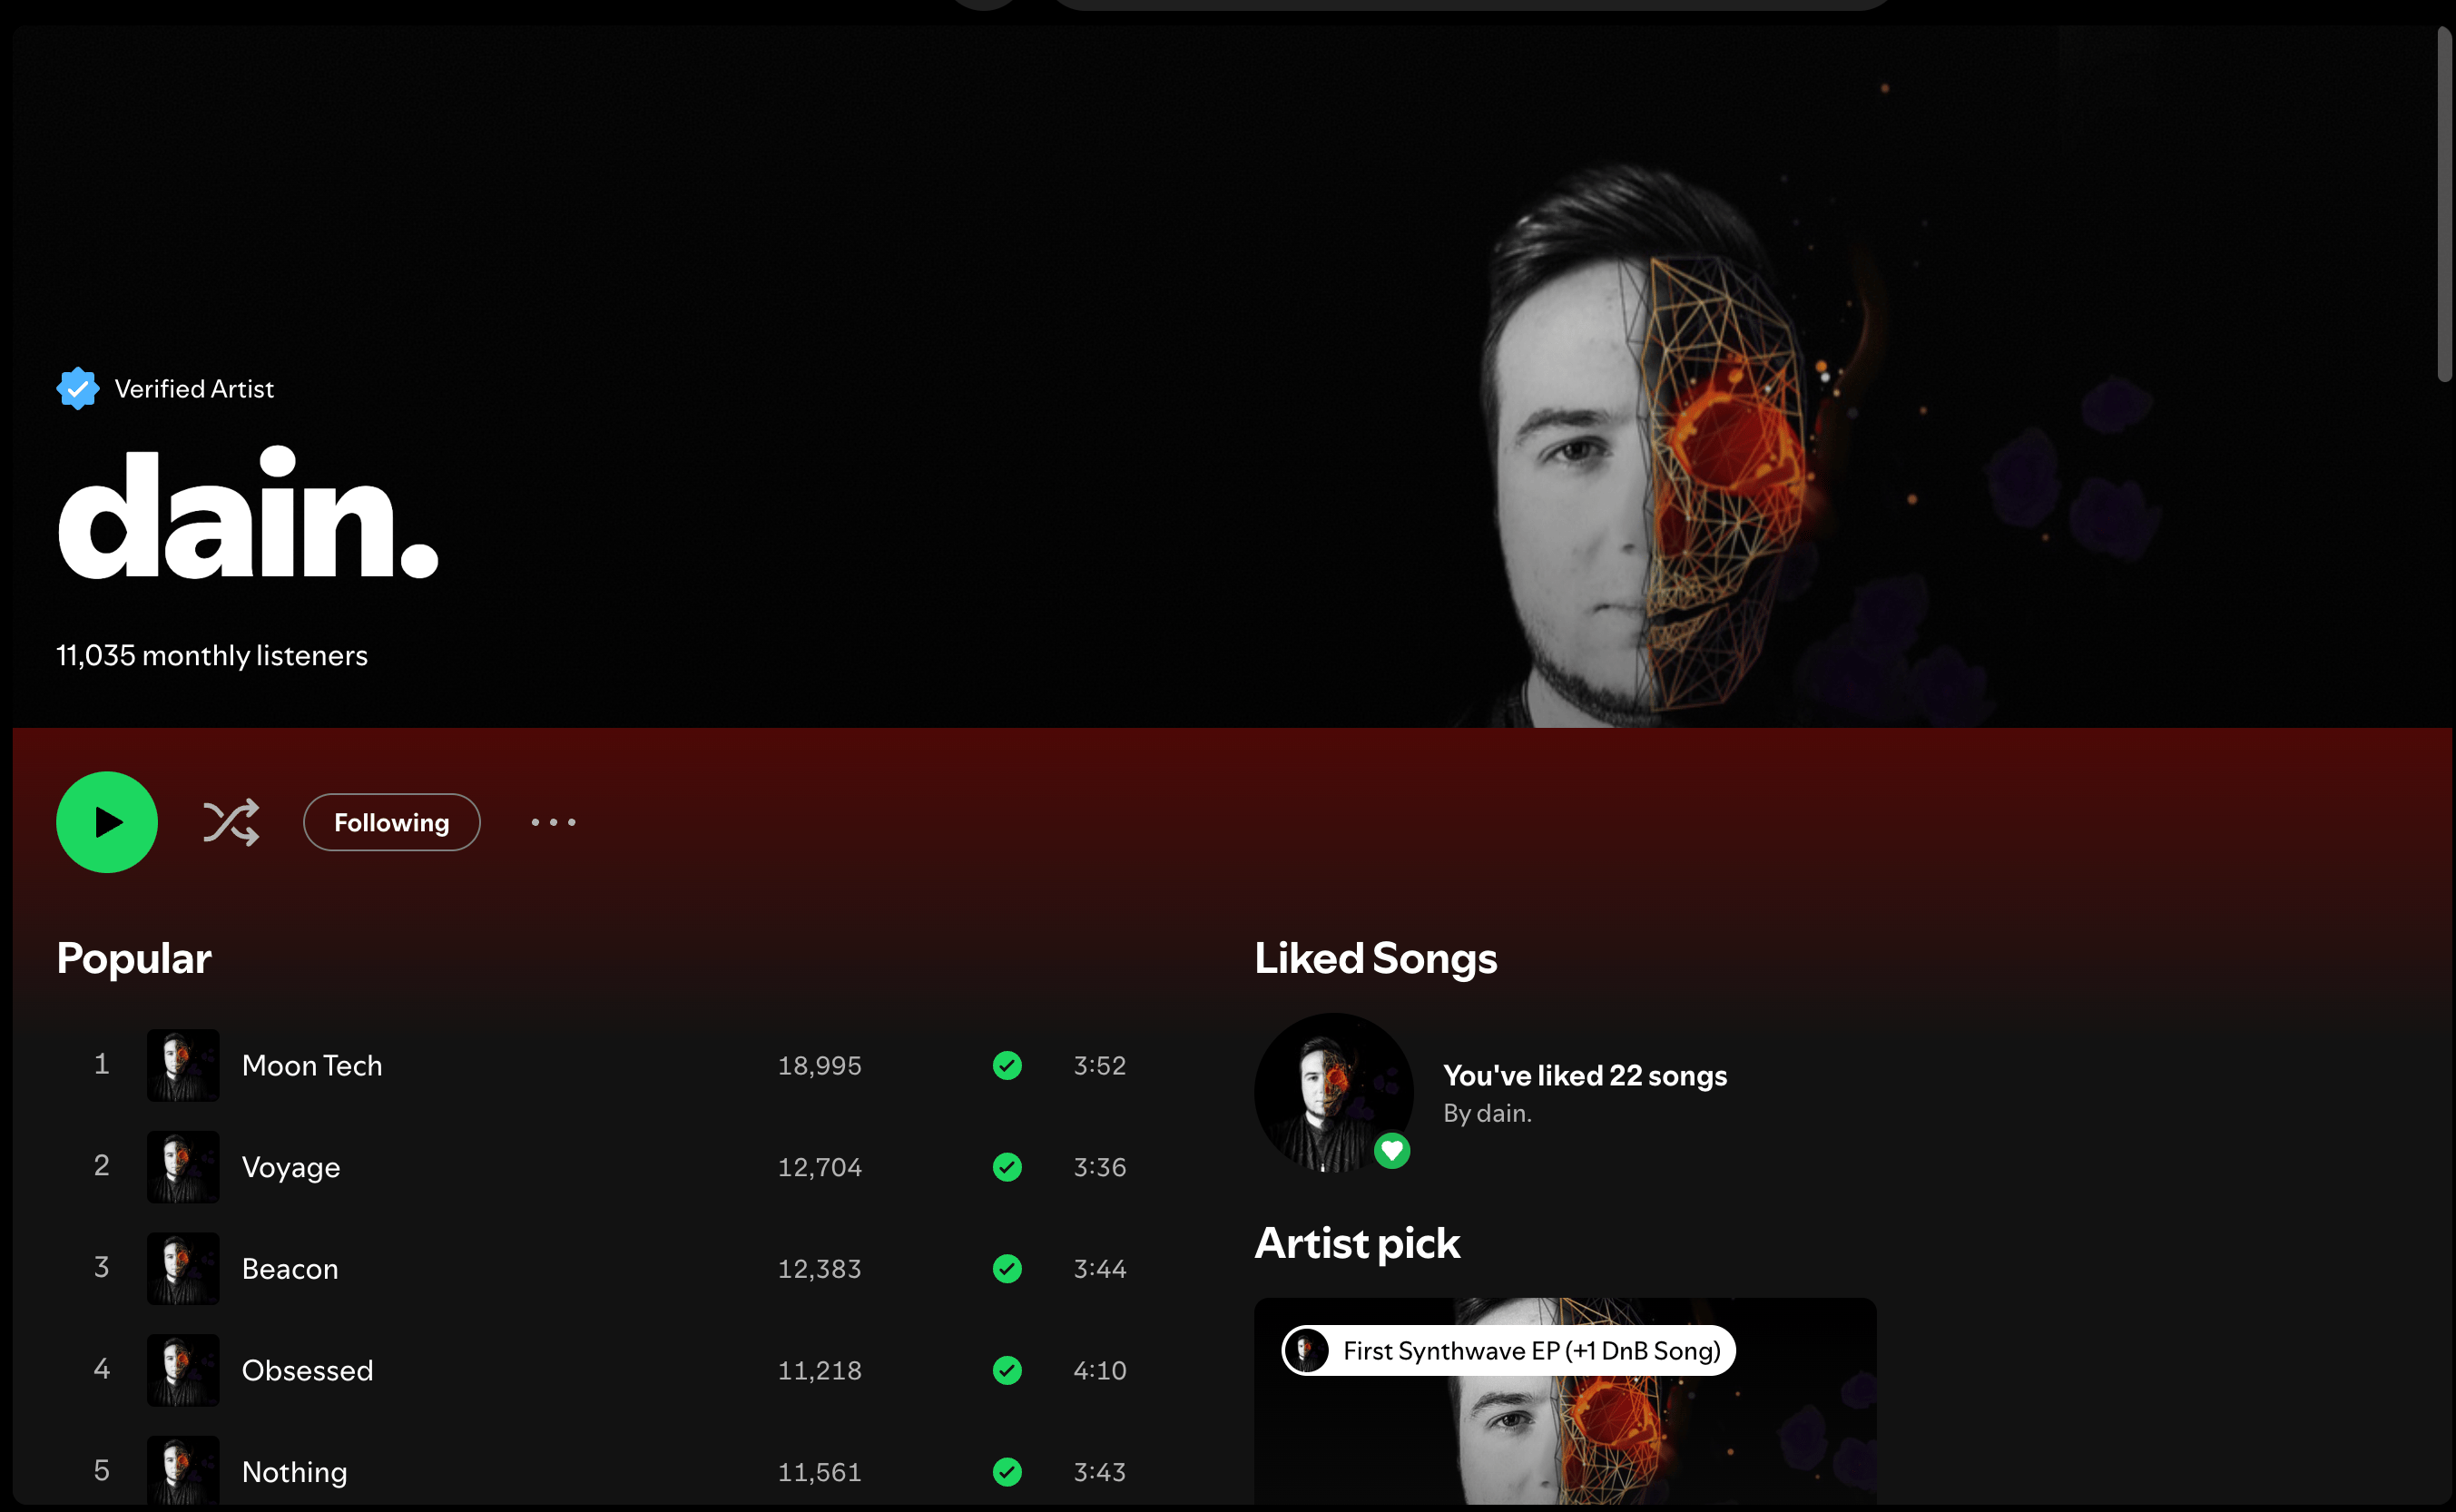 Verified Artist
dain.
11,035 monthly listeners
Following
Popular
1 Moon Tech 18,995 3:52
2 Voyage 12,704 3:36
3 Beacon 12,383 3:44
4 Obsessed 11,218 4:10
5 Nothing 11,561 3:43
Liked Songs
You've liked 22 songs
By dain.
Artist pick
First Synthwave EP (+1 DnB Song)